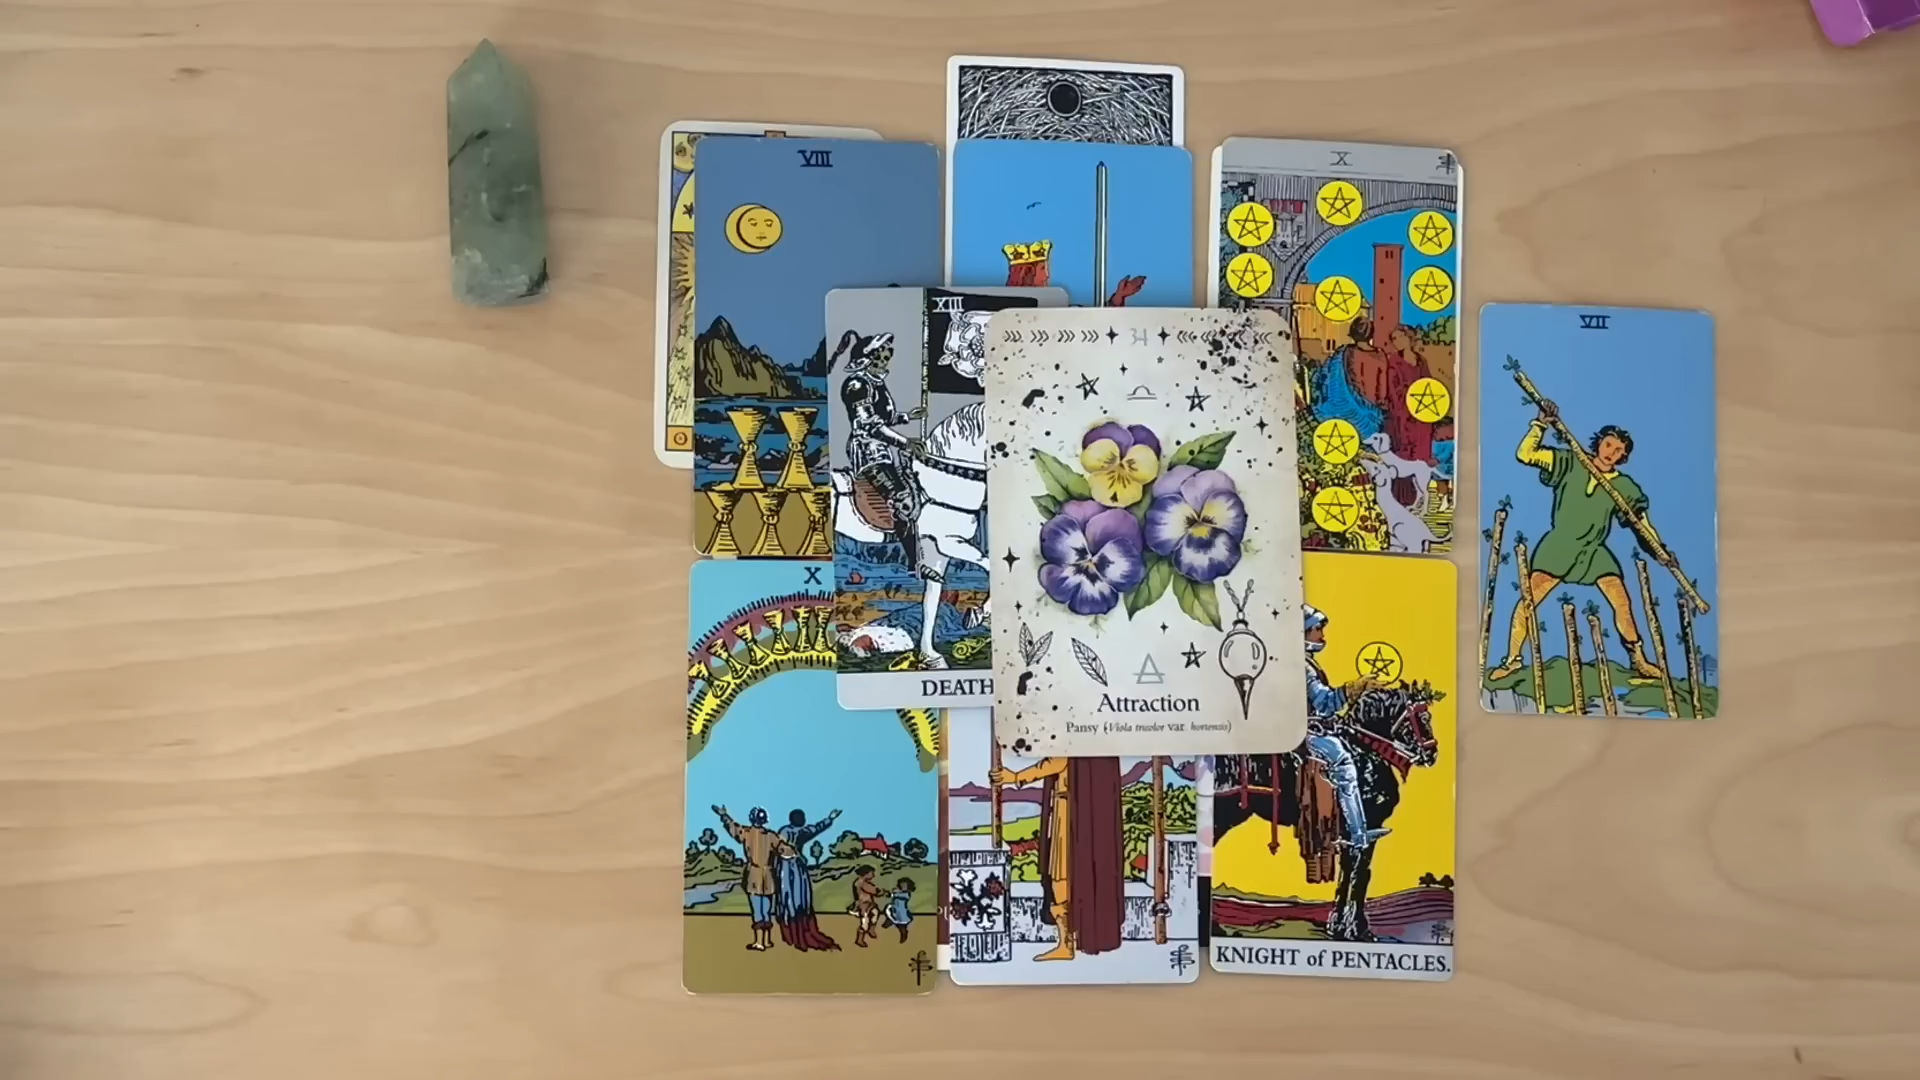 VIII
X
XIII
34
VII
X
DEATH
Attraction
Pansy (Viola tricolor var. hortensis)
KNIGHT of PENTACLES.